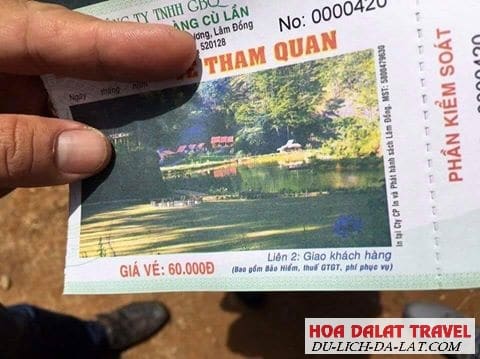 CÔNG TY TNHH GBQ
LÀNG CÙ LẦN
No: 0000420
ương, Lâm Đồng
520128
VÉ THAM QUAN
Ngày tháng năm
In tại Cty CP In và Phát hành sách Lâm Đồng. MST: 5800479630
PHẦN KIỂM SOÁT
GIÁ VÉ: 60.000Đ
Liên 2: Giao khách hàng
(Bao gồm Bảo Hiểm, thuế GTGT, phí phục vụ)
HOA DALAT TRAVEL
DU-LICH-DA-LAT.COM